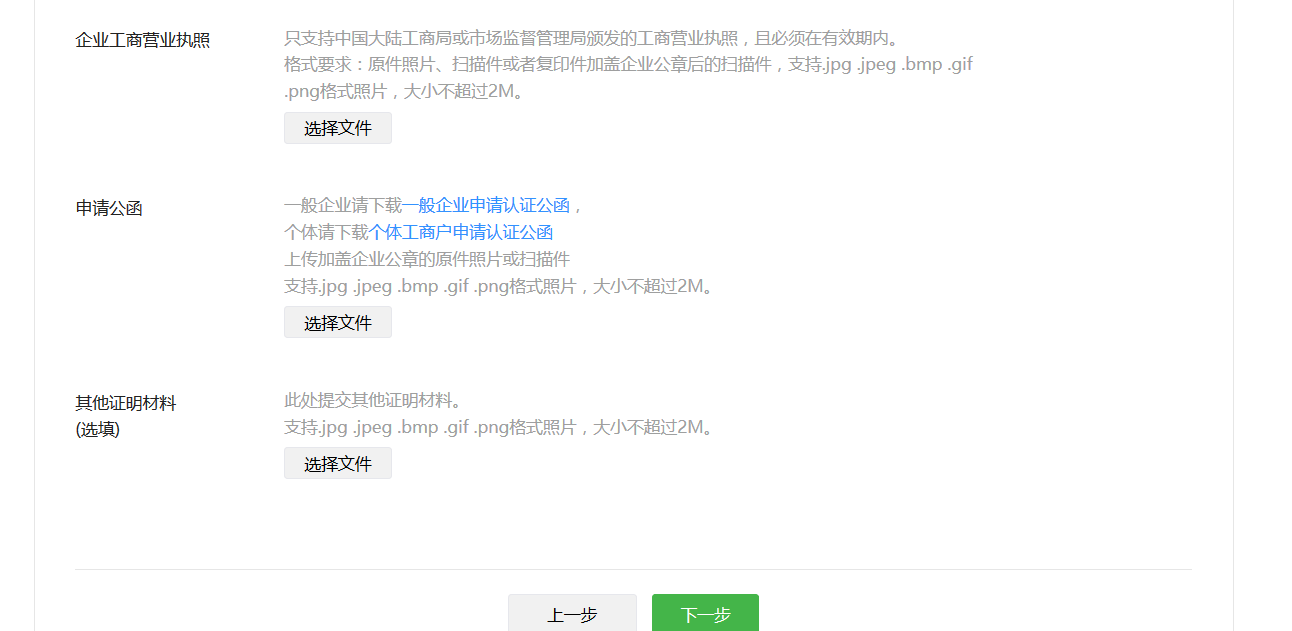 企业工商营业执照
只支持中国大陆工商局或市场监督管理局颁发的工商营业执照，且必须在有效期内。
格式要求：原件照片、扫描件或者复印件加盖企业公章后的扫描件，支持.jpg .jpeg .bmp .gif
.png格式照片，大小不超过2M。
选择文件
申请公函
一般企业请下载一般企业申请认证公函，
个体请下载个体工商户申请认证公函
上传加盖企业公章的原件照片或扫描件
支持.jpg .jpeg .bmp .gif .png格式照片，大小不超过2M。
选择文件
其他证明材料
(选填)
此处提交其他证明材料。
支持.jpg .jpeg .bmp .gif .png格式照片，大小不超过2M。
选择文件
上一步
下一步